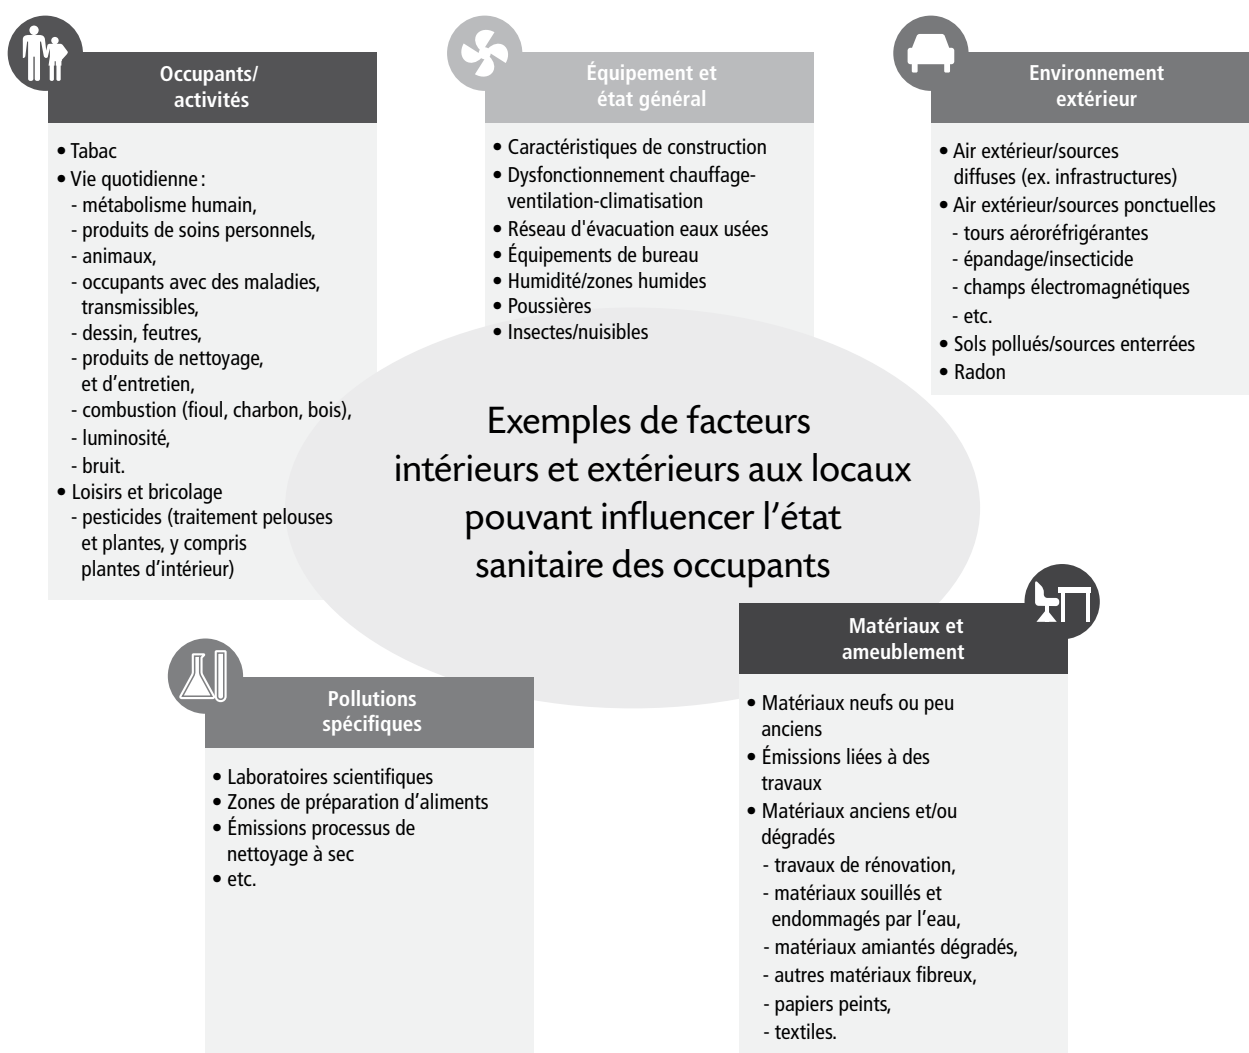 Occupants/
activités
• Tabac
• Vie quotidienne :
- métabolisme humain,
- produits de soins personnels,
- animaux,
- occupants avec des maladies,
transmissibles,
- dessin, feutres,
- produits de nettoyage,
et d’entretien,
- combustion (fioul, charbon, bois),
- luminosité,
- bruit.
• Loisirs et bricolage
- pesticides (traitement pelouses
et plantes, y compris
plantes d’intérieur)
Équipement et
état général
• Caractéristiques de construction
• Dysfonctionnement chauffage-
ventilation-climatisation
• Réseau d'évacuation eaux usées
• Équipements de bureau
• Humidité/zones humides
• Poussières
• Insectes/nuisibles
Environnement
extérieur
• Air extérieur/sources
diffuses (ex. infrastructures)
• Air extérieur/sources ponctuelles
- tours aéroréfrigérantes
- épandage/insecticide
- champs électromagnétiques
- etc.
• Sols pollués/sources enterrées
• Radon
Exemples de facteurs
intérieurs et extérieurs aux locaux
pouvant influencer l’état
sanitaire des occupants
Pollutions
spécifiques
• Laboratoires scientifiques
• Zones de préparation d’aliments
• Émissions processus de
nettoyage à sec
• etc.
Matériaux et
ameublement
• Matériaux neufs ou peu
anciens
• Émissions liées à des
travaux
• Matériaux anciens et/ou
dégradés
- travaux de rénovation,
- matériaux souillés et
endommagés par l’eau,
- matériaux amiantés dégradés,
- autres matériaux fibreux,
- papiers peints,
- textiles.